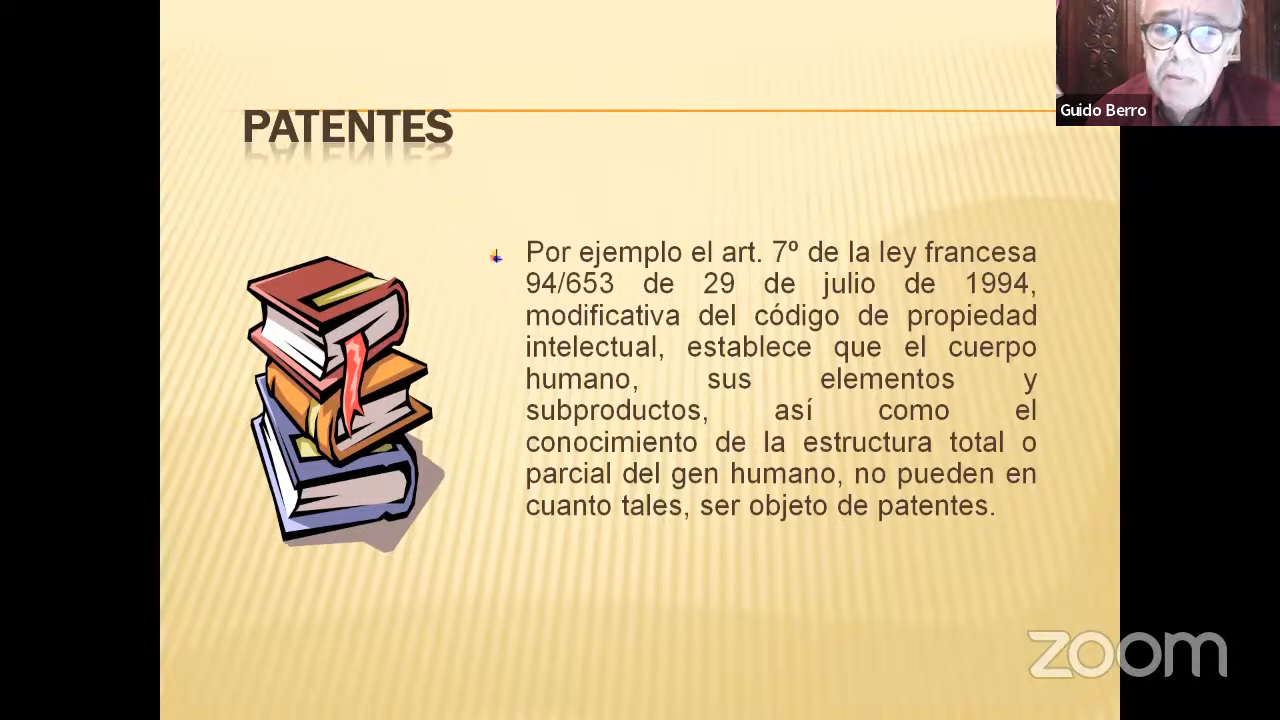 Guido Berro
PATENTES
Por ejemplo el art. 7º de la ley francesa
94/653 de 29 de julio de 1994,
modificativa del código de propiedad
intelectual, establece que el cuerpo
humano, sus elementos y
subproductos, así como el
conocimiento de la estructura total o
parcial del gen humano, no pueden en
cuanto tales, ser objeto de patentes.
zoom